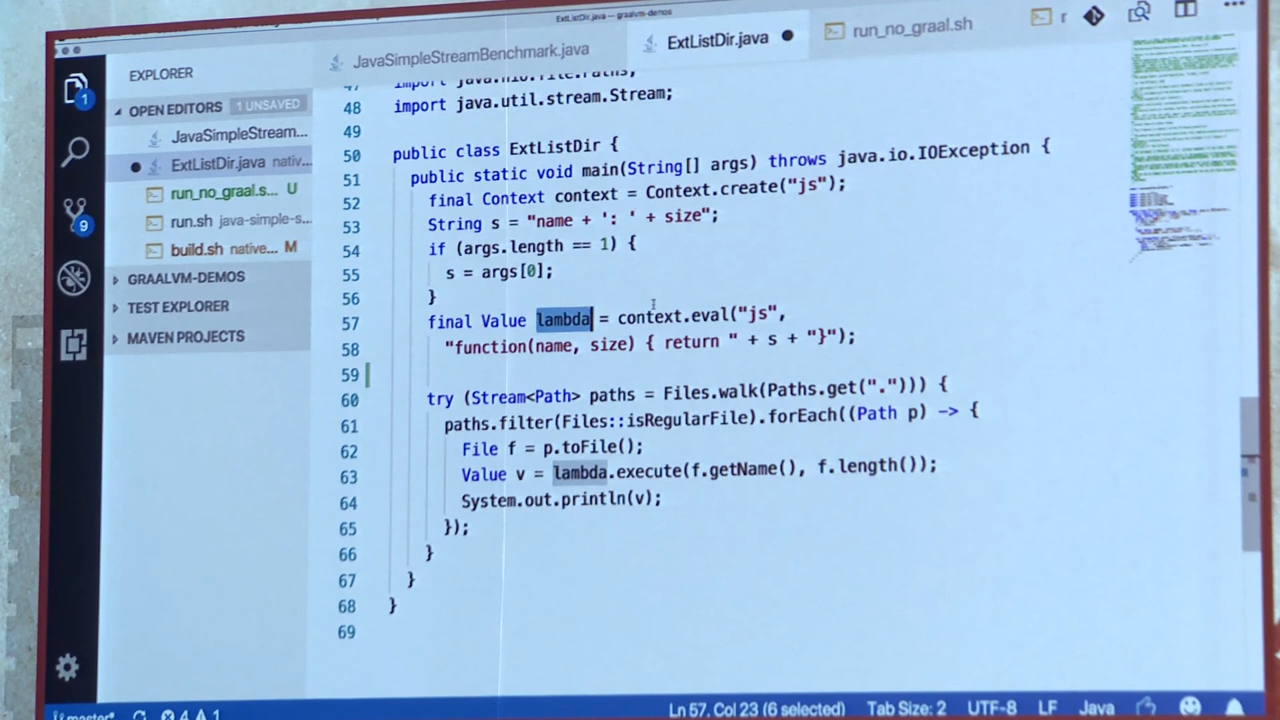 ExtListDir.java — graalvm-demos
EXPLORER
OPEN EDITORS 1 UNSAVED
JavaSimpleStream...
ExtListDir.java nativ...
run_no_graal.s... U
run.sh java-simple-s...
build.sh native... M
GRAALVM-DEMOS
TEST EXPLORER
MAVEN PROJECTS
1
9
JavaSimpleStreamBenchmark.java ExtListDir.java run_no_graal.sh r
47 import java.nio.file.Paths;
48 import java.util.stream.Stream;
49
50 public class ExtListDir {
51 public static void main(String[] args) throws java.io.IOException {
52 final Context context = Context.create("js");
53 String s = "name + ': ' + size";
54 if (args.length == 1) {
55 s = args[0];
56 }
57 final Value lambda = context.eval("js",
58 "function(name, size) { return " + s + "}");
59
60 try (Stream<Path> paths = Files.walk(Paths.get("."))) {
61 paths.filter(Files::isRegularFile).forEach((Path p) -> {
62 File f = p.toFile();
63 Value v = lambda.execute(f.getName(), f.length());
64 System.out.println(v);
65 });
66 }
67 }
68 }
69
master* 4 1 Ln 57, Col 23 (6 selected) Tab Size: 2 UTF-8 LF Java